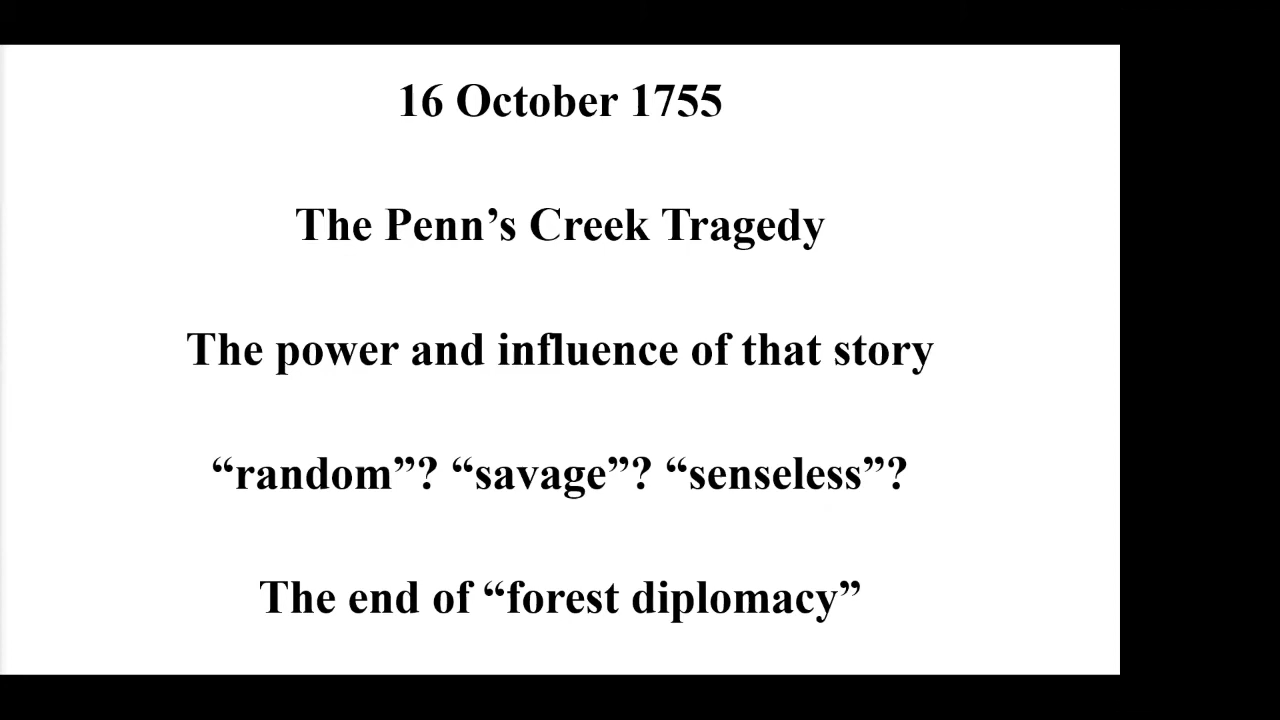 16 October 1755
The Penn’s Creek Tragedy
The power and influence of that story
“random”? “savage”? “senseless”?
The end of “forest diplomacy”